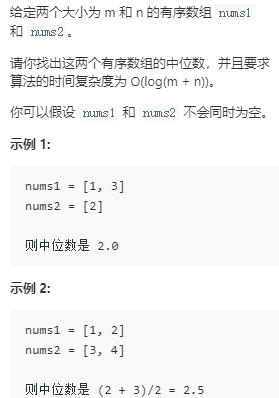 给定两个大小为 m 和 n 的有序数组 nums1
和 nums2。
请你找出这两个有序数组的中位数，并且要求
算法的时间复杂度为 O(log(m + n))。
你可以假设 nums1 和 nums2 不会同时为空。
示例 1:
nums1 = [1, 3]
nums2 = [2]
则中位数是 2.0
示例 2:
nums1 = [1, 2]
nums2 = [3, 4]
则中位数是 (2 + 3)/2 = 2.5